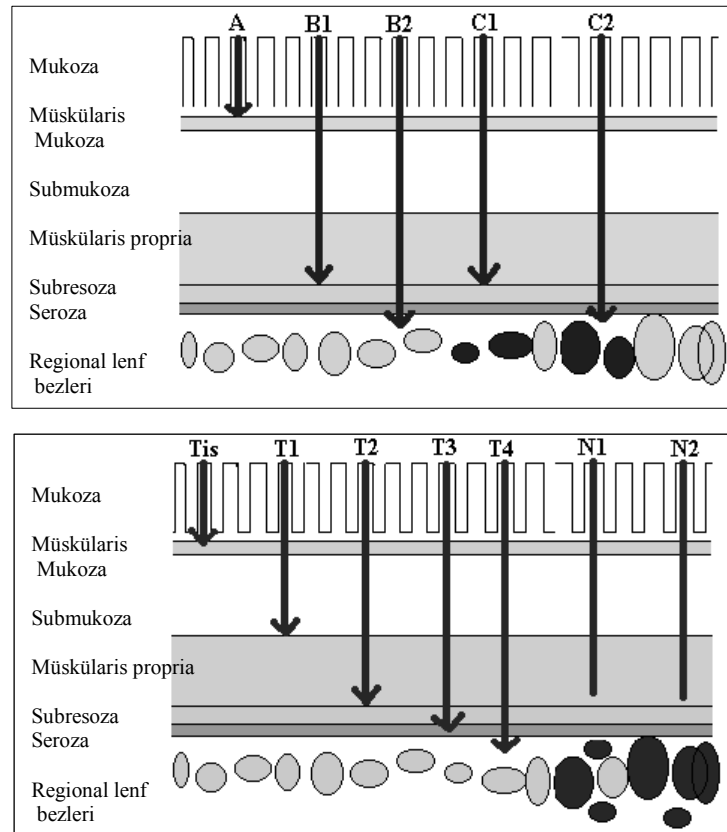 A B1 B2 C1 C2
Mukoza
Müskülaris
Mukoza
Submukoza
Müskülaris propria
Subresoza
Seroza
Regional lenf
bezleri
Tis T1 T2 T3 T4 N1 N2
Mukoza
Müskülaris
Mukoza
Submukoza
Müskülaris propria
Subresoza
Seroza
Regional lenf
bezleri